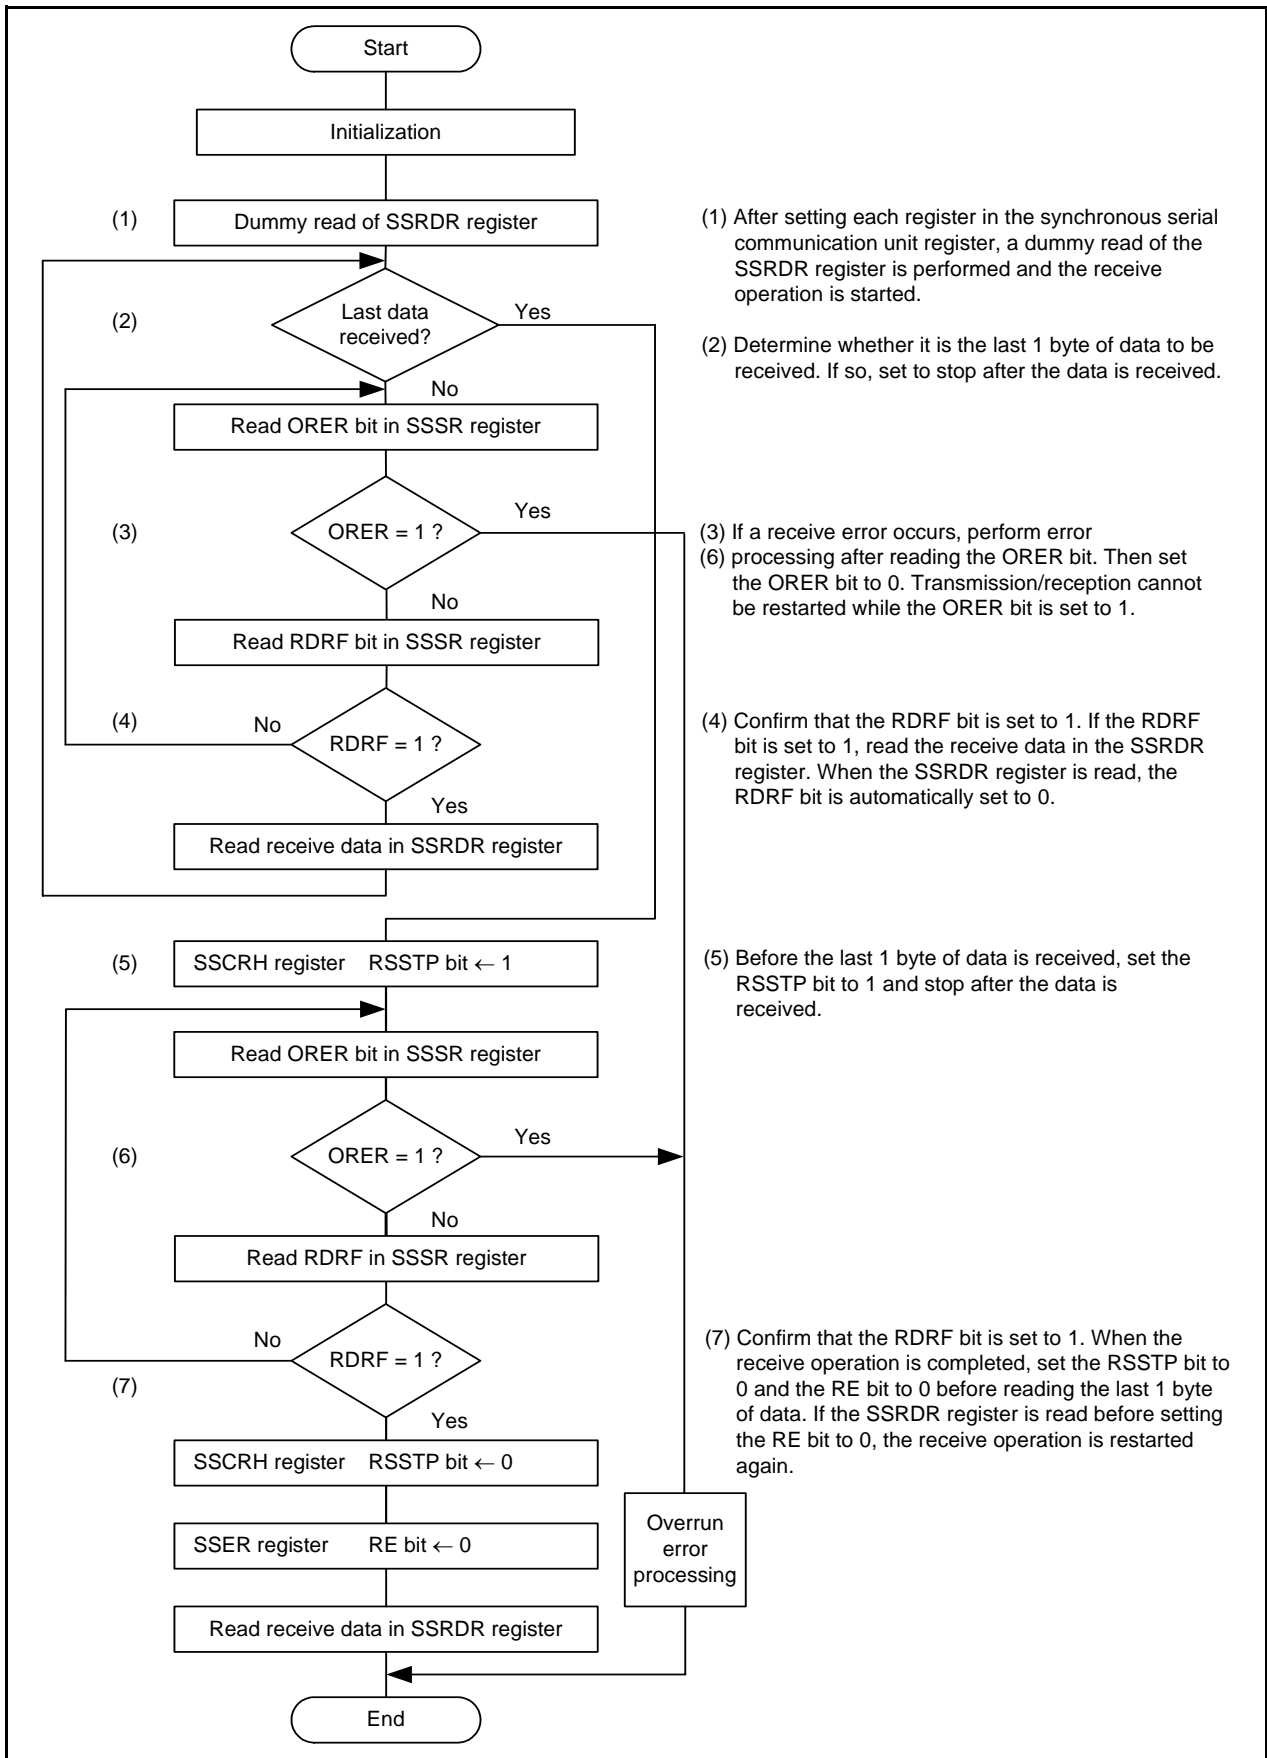 Start
Initialization
(1)
Dummy read of SSRDR register
(1) After setting each register in the synchronous serial
communication unit register, a dummy read of the
SSRDR register is performed and the receive
operation is started.
(2)
Last data
received?
Yes
(2) Determine whether it is the last 1 byte of data to be
received. If so, set to stop after the data is received.
No
Read ORER bit in SSSR register
(3)
ORER = 1 ?
Yes
(3) If a receive error occurs, perform error
(6) processing after reading the ORER bit. Then set
the ORER bit to 0. Transmission/reception cannot
be restarted while the ORER bit is set to 1.
No
Read RDRF bit in SSSR register
(4)
No
RDRF = 1 ?
(4) Confirm that the RDRF bit is set to 1. If the RDRF
bit is set to 1, read the receive data in the SSRDR
register. When the SSRDR register is read, the
RDRF bit is automatically set to 0.
Yes
Read receive data in SSRDR register
(5)
SSCRH register RSSTP bit ← 1
(5) Before the last 1 byte of data is received, set the
RSSTP bit to 1 and stop after the data is
received.
Read ORER bit in SSSR register
(6)
ORER = 1 ?
Yes
No
Read RDRF in SSSR register
No
RDRF = 1 ?
(7)
(7) Confirm that the RDRF bit is set to 1. When the
receive operation is completed, set the RSSTP bit to
0 and the RE bit to 0 before reading the last 1 byte
of data. If the SSRDR register is read before setting
the RE bit to 0, the receive operation is restarted
again.
Yes
SSCRH register RSSTP bit ← 0
SSER register RE bit ← 0
Overrun
error
processing
Read receive data in SSRDR register
End